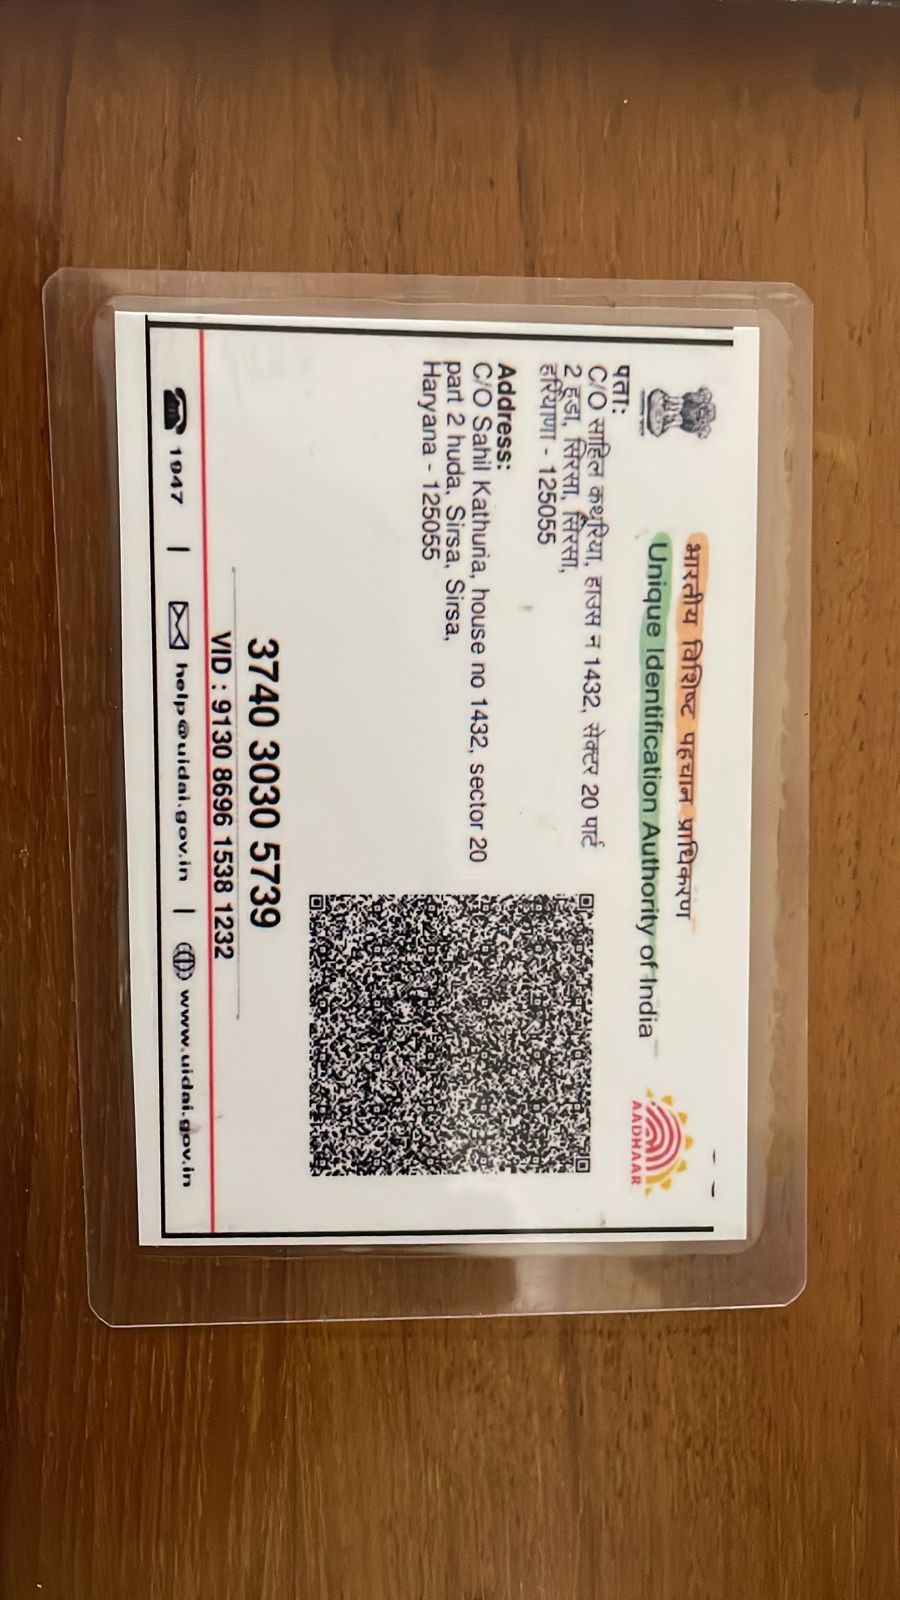 भारतीय विशिष्ट पहचान प्राधिकरण
Unique Identification Authority of India
AADHAAR
पता:
C/O साहिल कथूरिया, हाउस न 1432, सेक्टर 20 पार्ट
2 हूडा, सिरसा, सिरसा,
हरियाणा - 125055
Address:
C/O Sahil Kathuria, house no 1432, sector 20
part 2 huda, Sirsa, Sirsa,
Haryana - 125055
3740 3030 5739
VID : 9130 8696 1538 1232
1947 | help@uidai.gov.in | www.uidai.gov.in